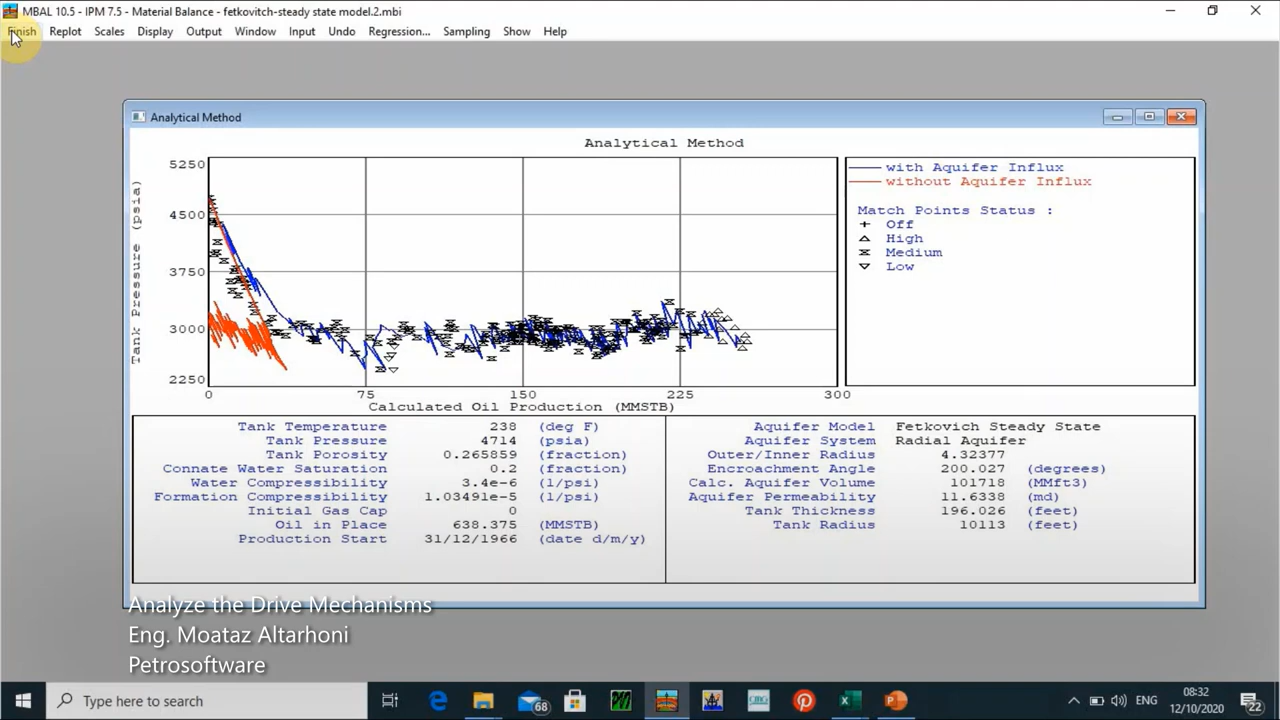 MBAL 10.5 - IPM 7.5 - Material Balance - fetkovitch-steady state model.2.mbi
Finish Replot Scales Display Output Window Input Undo Regression... Sampling Show Help
Analytical Method
Analytical Method
Tank Pressure (psia)
5250
4500
3750
3000
2250
0 75 150 225 300
Calculated Oil Production (MMSTB)
with Aquifer Influx
without Aquifer Influx
Match Points Status :
Off
High
Medium
Low
Tank Temperature 238 (deg F)
Tank Pressure 4714 (psia)
Tank Porosity 0.265859 (fraction)
Connate Water Saturation 0.2 (fraction)
Water Compressibility 3.4e-6 (1/psi)
Formation Compressibility 1.03491e-5 (1/psi)
Initial Gas Cap 0
Oil in Place 638.375 (MMSTB)
Production Start 31/12/1966 (date d/m/y)
Aquifer Model Fetkovich Steady State
Aquifer System Radial Aquifer
Outer/Inner Radius 4.32377
Encroachment Angle 200.027 (degrees)
Calc. Aquifer Volume 101718 (MMft3)
Aquifer Permeability 11.6338 (md)
Tank Thickness 196.026 (feet)
Tank Radius 10113 (feet)
Analyze the Drive Mechanisms
Eng. Moataz Altarhoni
Petrosoftware
Type here to search
68
ENG
08:32
12/10/2020
22